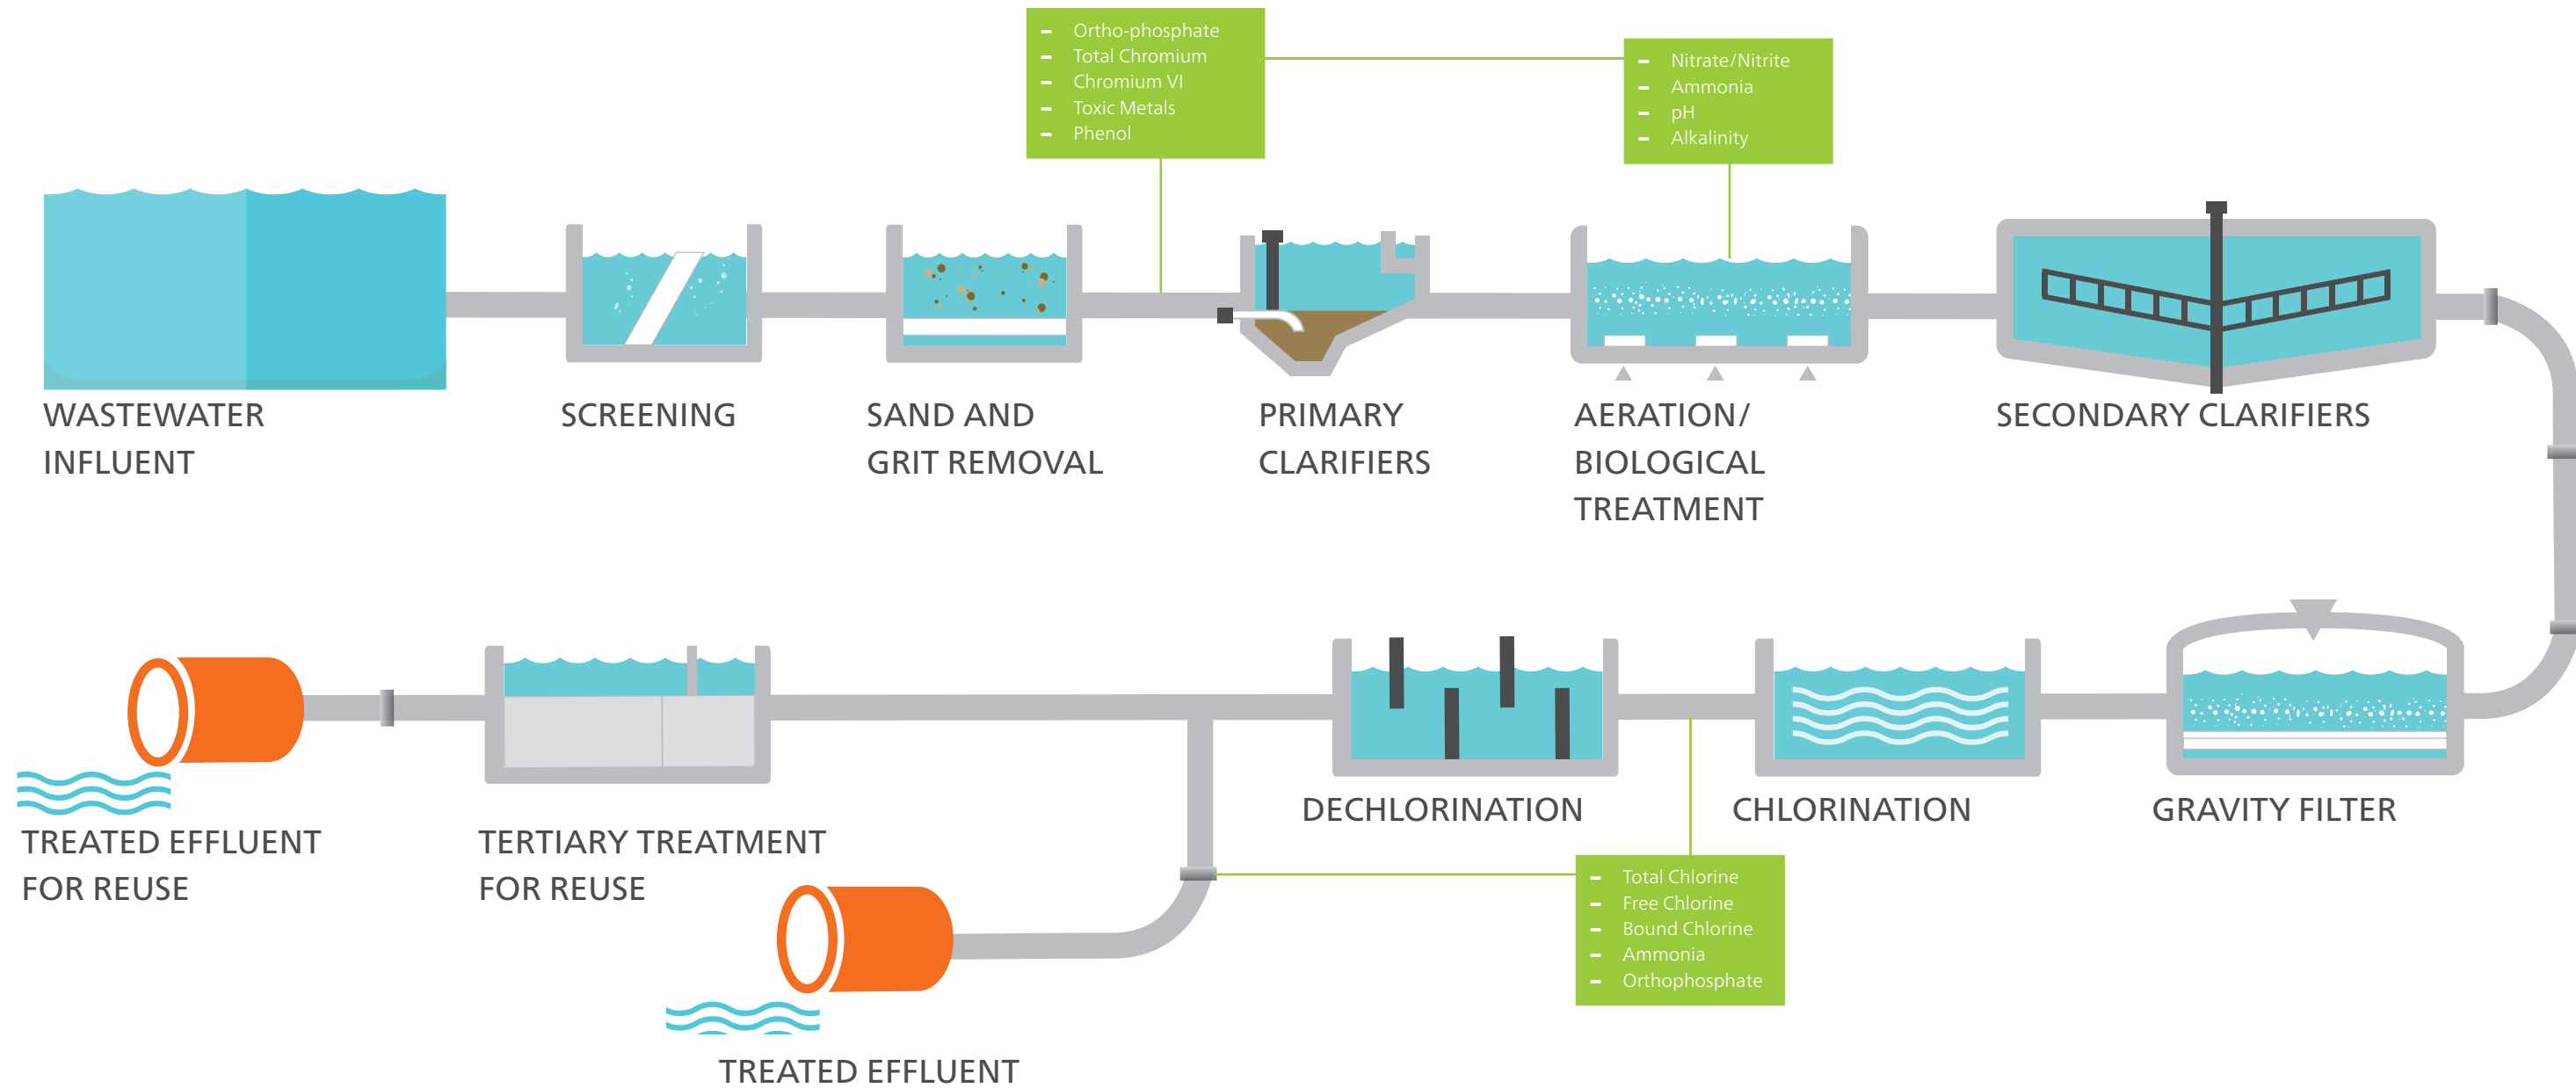 – Ortho-phosphate
– Total Chromium
– Chromium VI
– Toxic Metals
– Phenol
– Nitrate/Nitrite
– Ammonia
– pH
– Alkalinity
WASTEWATER
INFLUENT
SCREENING
SAND AND
GRIT REMOVAL
PRIMARY
CLARIFIERS
AERATION/
BIOLOGICAL
TREATMENT
SECONDARY CLARIFIERS
TREATED EFFLUENT
FOR REUSE
TERTIARY TREATMENT
FOR REUSE
DECHLORINATION
CHLORINATION
GRAVITY FILTER
– Total Chlorine
– Free Chlorine
– Bound Chlorine
– Ammonia
– Orthophosphate
TREATED EFFLUENT